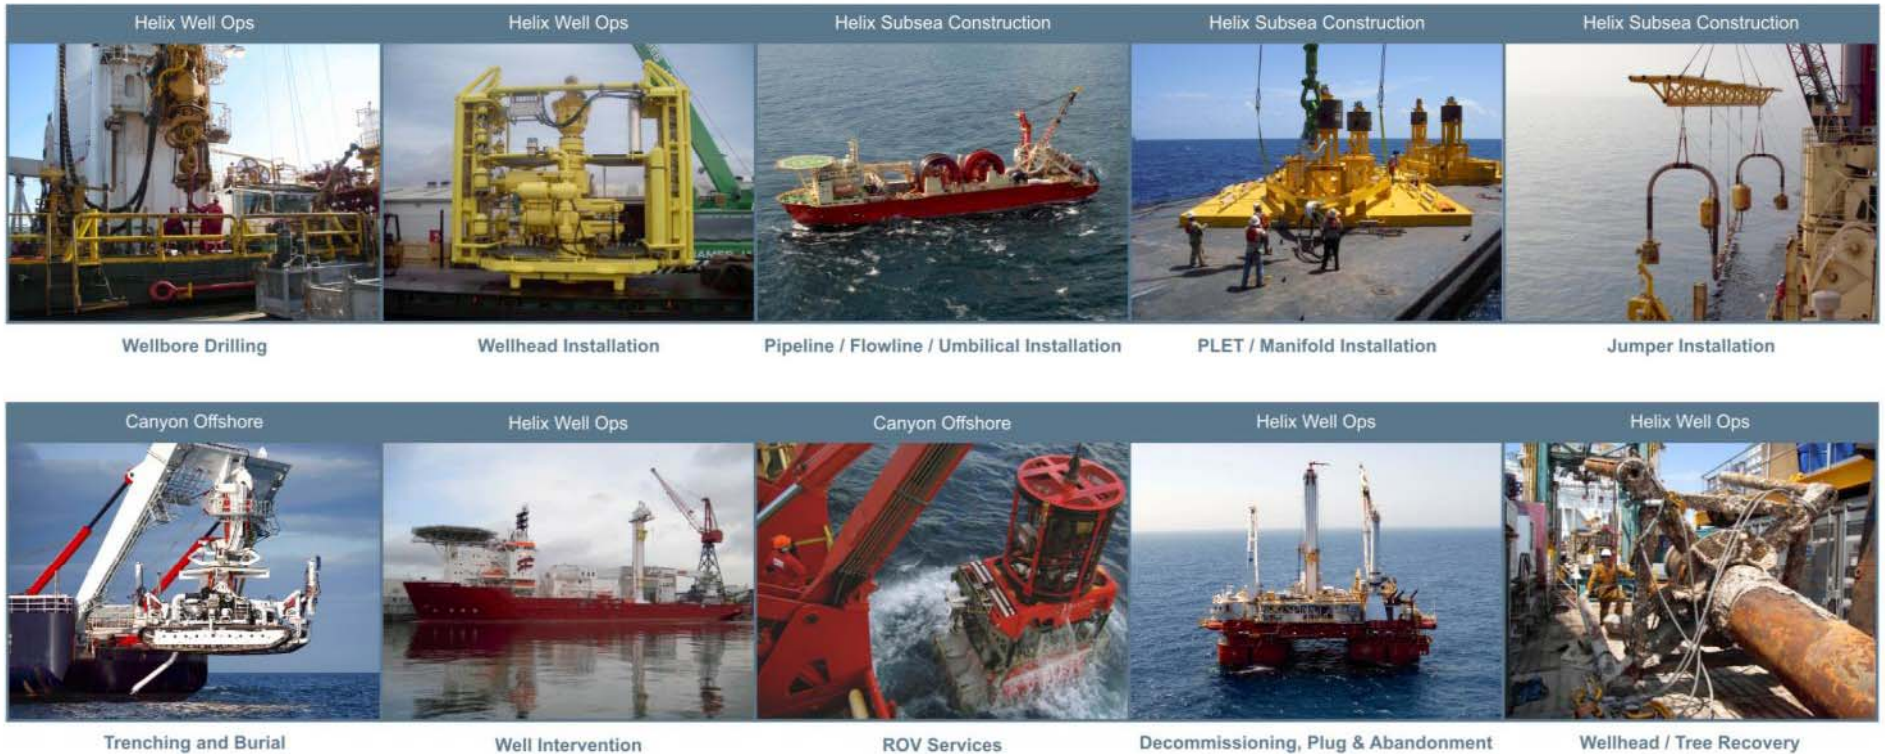 Helix Well Ops
Helix Well Ops
Helix Subsea Construction
Helix Subsea Construction
Helix Subsea Construction
Wellbore Drilling
Wellhead Installation
Pipeline / Flowline / Umbilical Installation
PLET / Manifold Installation
Jumper Installation
Canyon Offshore
Helix Well Ops
Canyon Offshore
Helix Well Ops
Helix Well Ops
Trenching and Burial
Well Intervention
ROV Services
Decommissioning, Plug & Abandonment
Wellhead / Tree Recovery